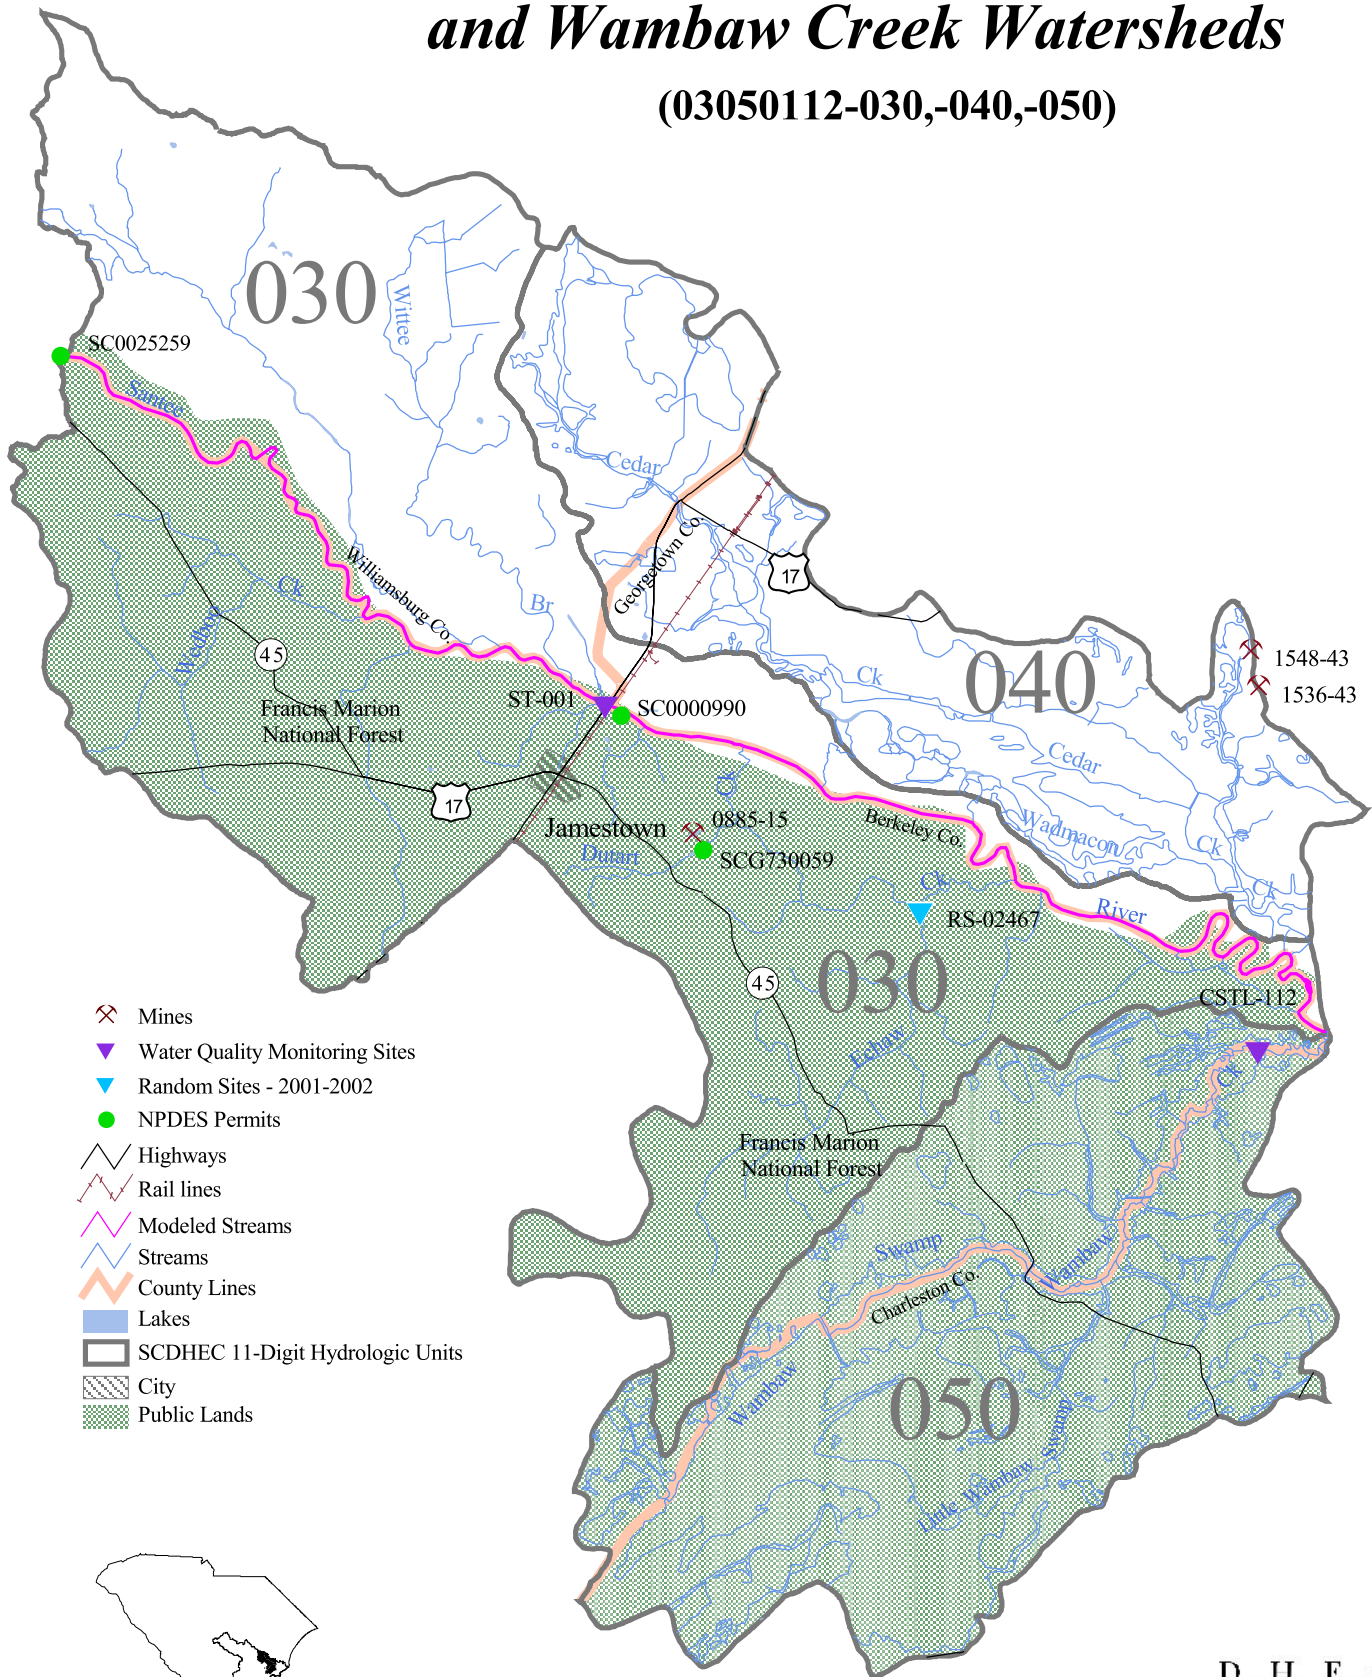 and Wambaw Creek Watersheds
(03050112-030,-040,-050)
030
Wittee
SC0025259
Santee
Cedar
Georgetown Co.
17
Williamsburg Co.
Ck
Br
Wedboo
45
1548-43
1536-43
040
Ck
ST-001
SC0000990
Francis Marion
National Forest
Cedar
Ck
17
0885-15
Jamestown
Berkeley Co.
Wadmacon
Ck
Dutart
SCG730059
Ck
Ck
RS-02467
River
030
45
CSTL-112
Mines
Water Quality Monitoring Sites
Random Sites - 2001-2002
NPDES Permits
Highways
Rail lines
Modeled Streams
Streams
County Lines
Lakes
SCDHEC 11-Digit Hydrologic Units
City
Public Lands
Echaw
Ck
Francis Marion
National Forest
Swamp
Wambaw
Charleston Co.
Wambaw
050
Swamp
Little Wambaw
D H E